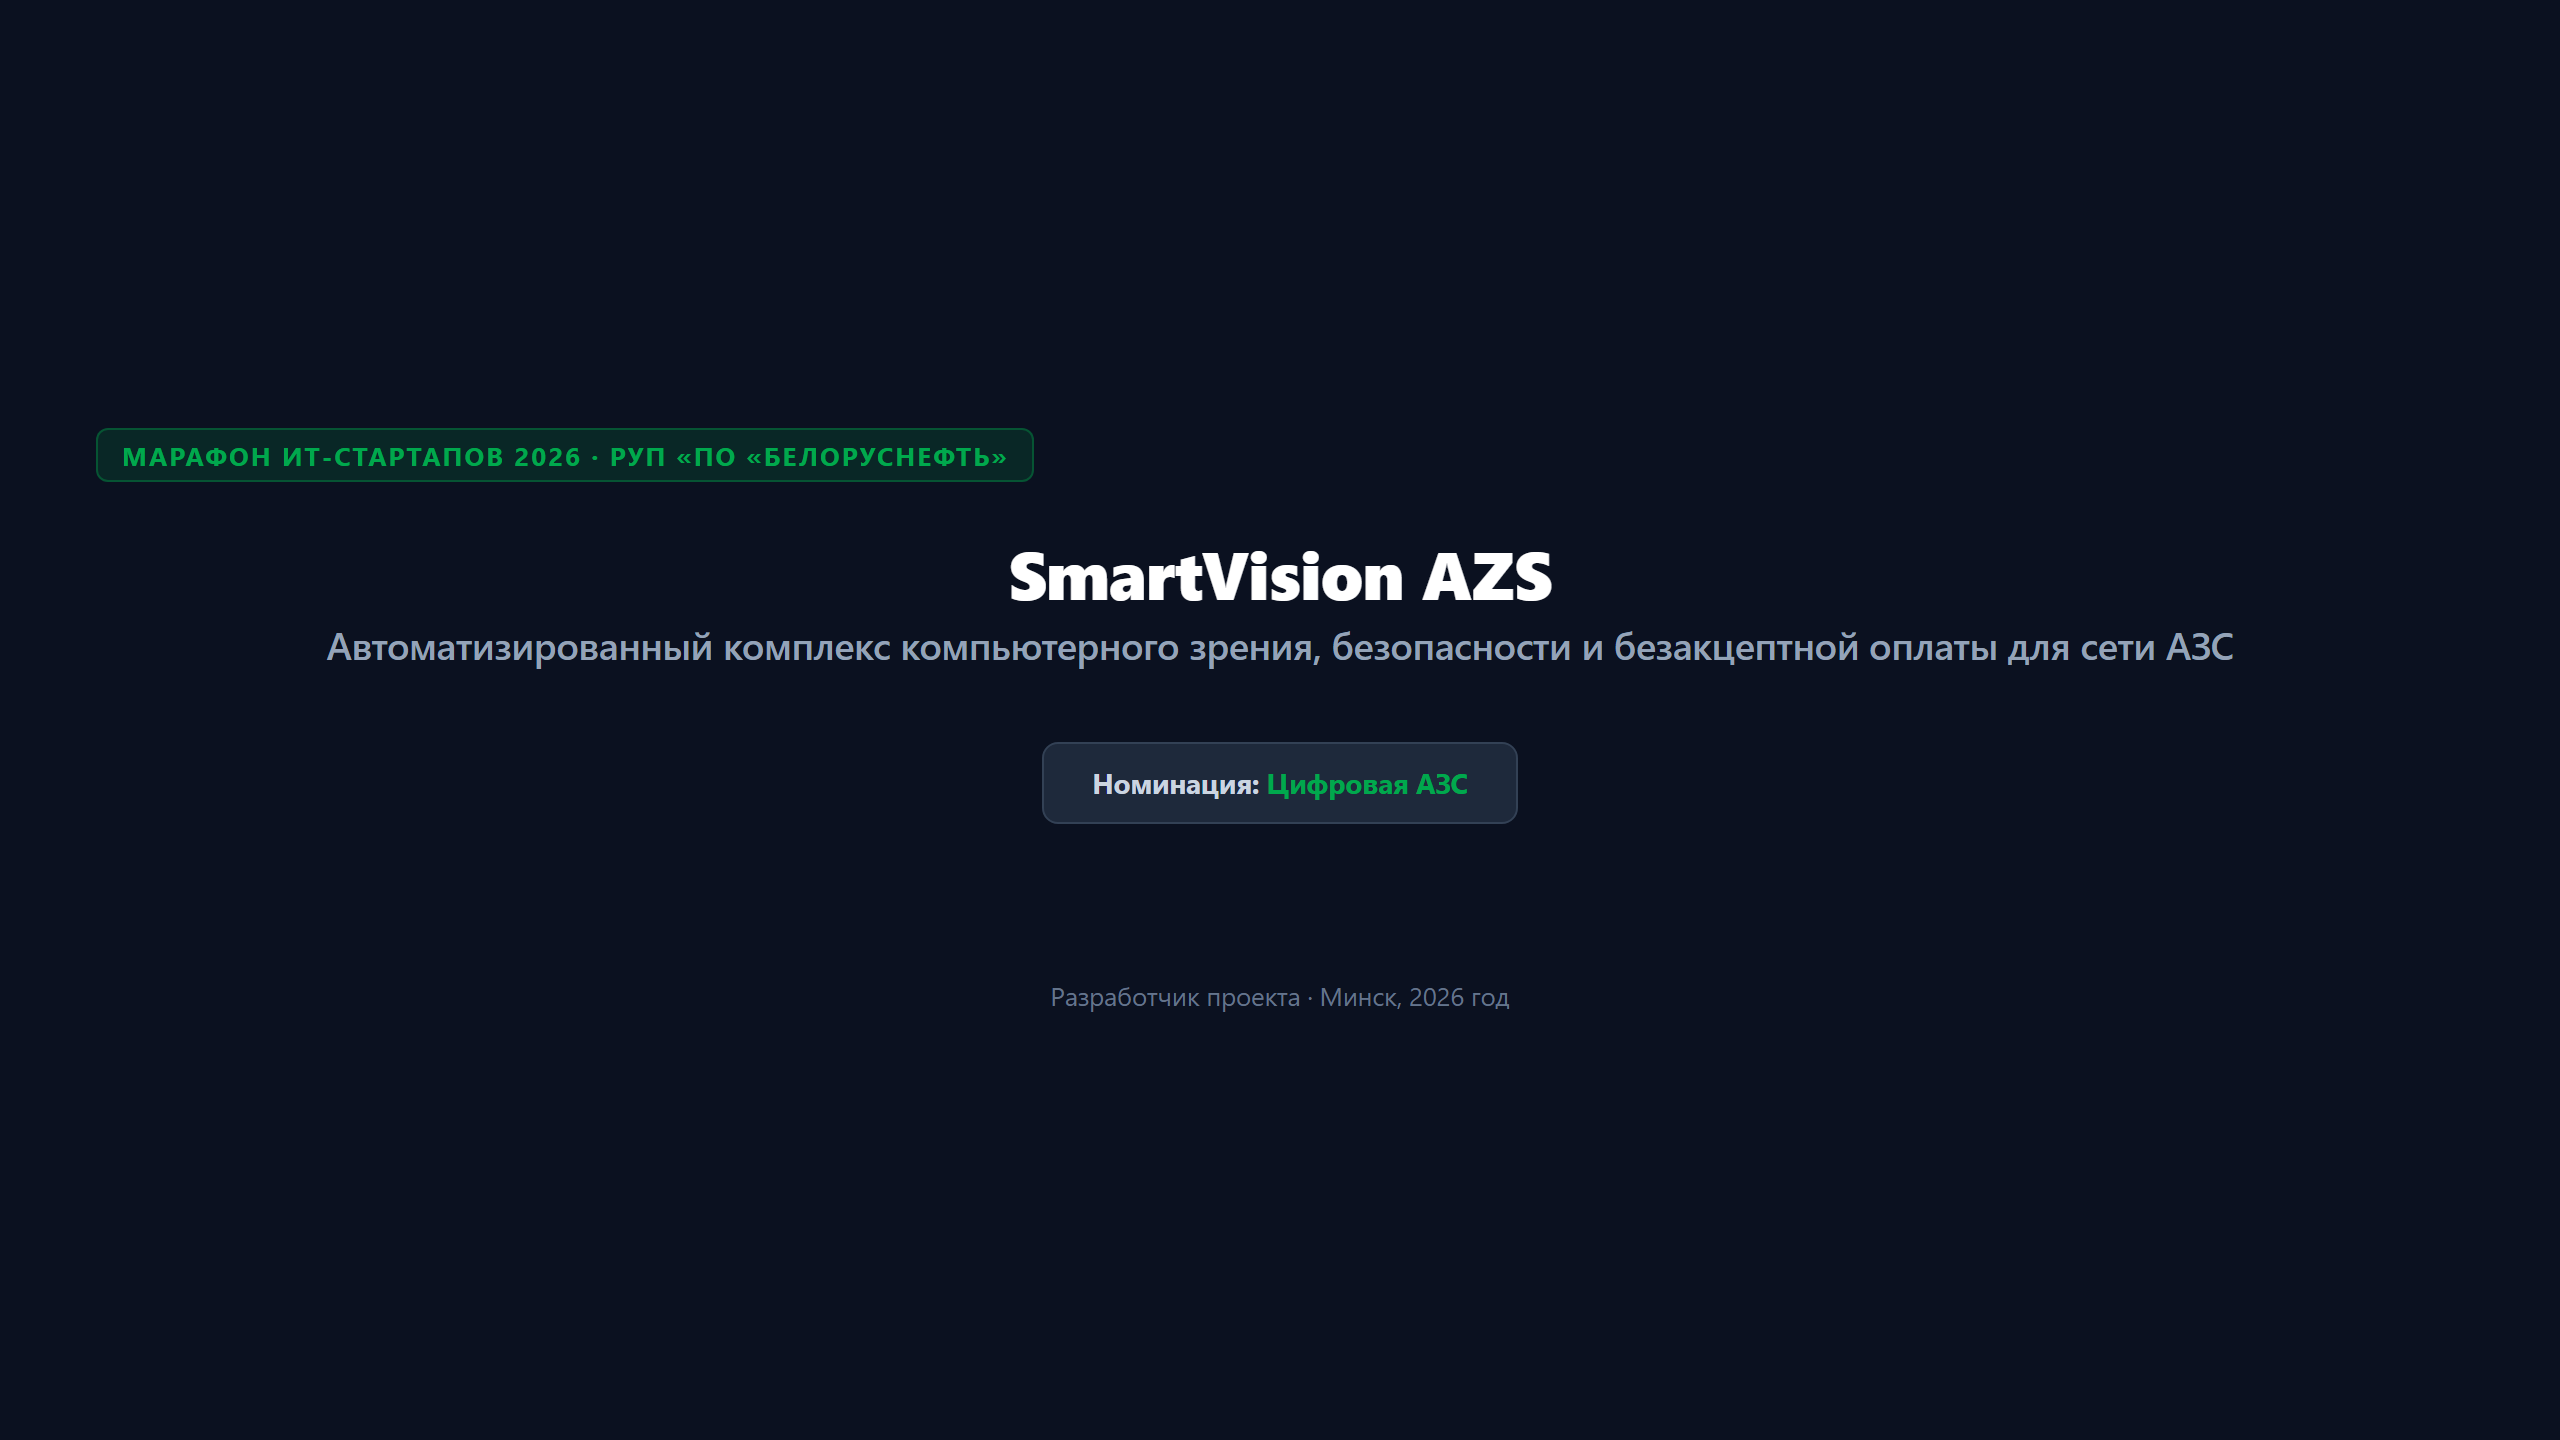 МАРАФОН ИТ-СТАРТАПОВ 2026 · РУП «ПО «БЕЛОРУСНЕФТЬ»
SmartVision AZS
Автоматизированный комплекс компьютерного зрения, безопасности и безакцептной оплаты для сети АЗС
Номинация: Цифровая АЗС
Разработчик проекта · Минск, 2026 год